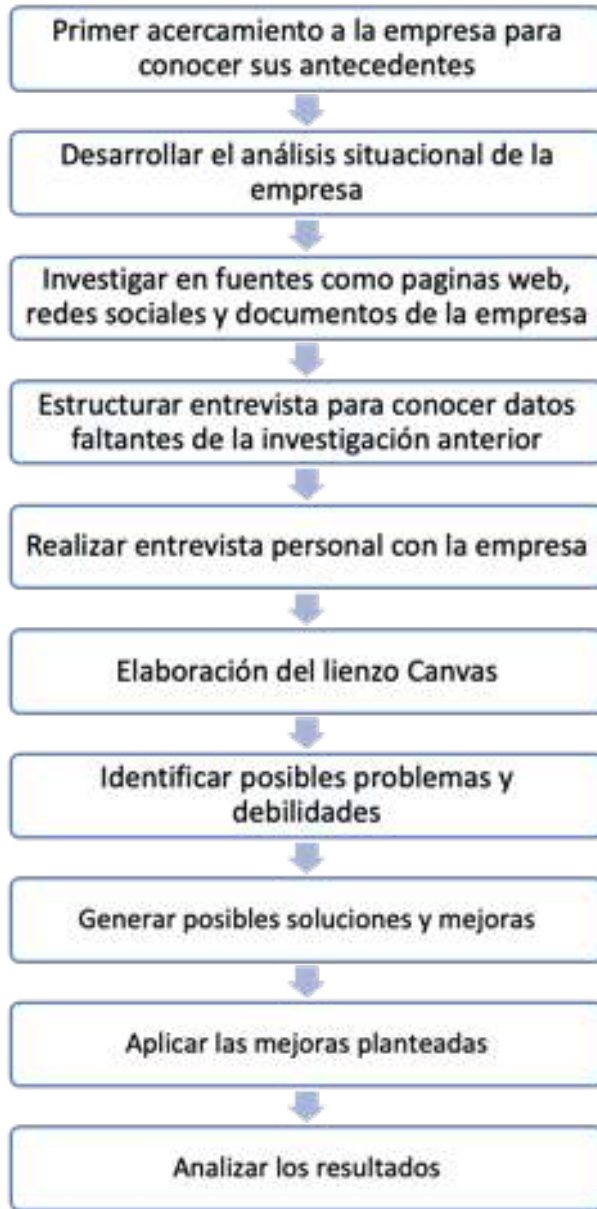 Primer acercamiento a la empresa para
conocer sus antecedentes
Desarrollar el análisis situacional de la
empresa
Investigar en fuentes como paginas web,
redes sociales y documentos de la empresa
Estructurar entrevista para conocer datos
faltantes de la investigación anterior
Realizar entrevista personal con la empresa
Elaboración del lienzo Canvas
Identificar posibles problemas y
debilidades
Generar posibles soluciones y mejoras
Aplicar las mejoras planteadas
Analizar los resultados